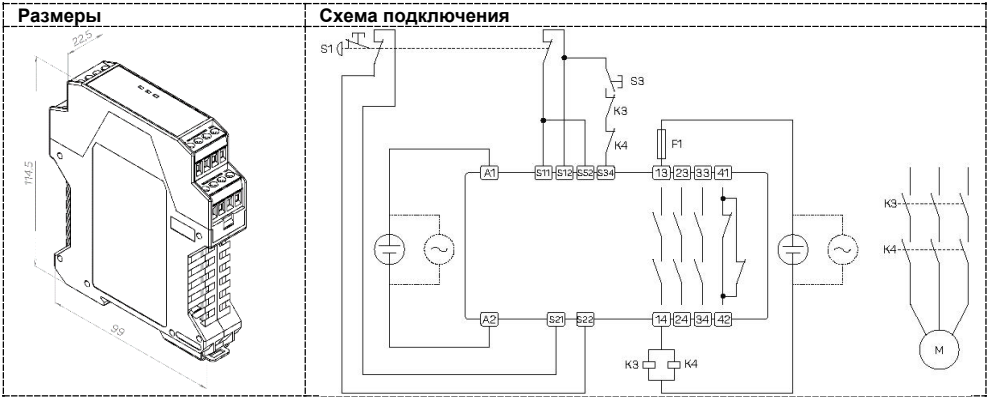 Размеры
Схема подключения
22,5
114,5
99
S1
S3
K3
K4
F1
A1
S11
S12
S52
S34
13
23
33
41
A2
S21
S22
14
24
34
42
K3
K4
K3
K4
M